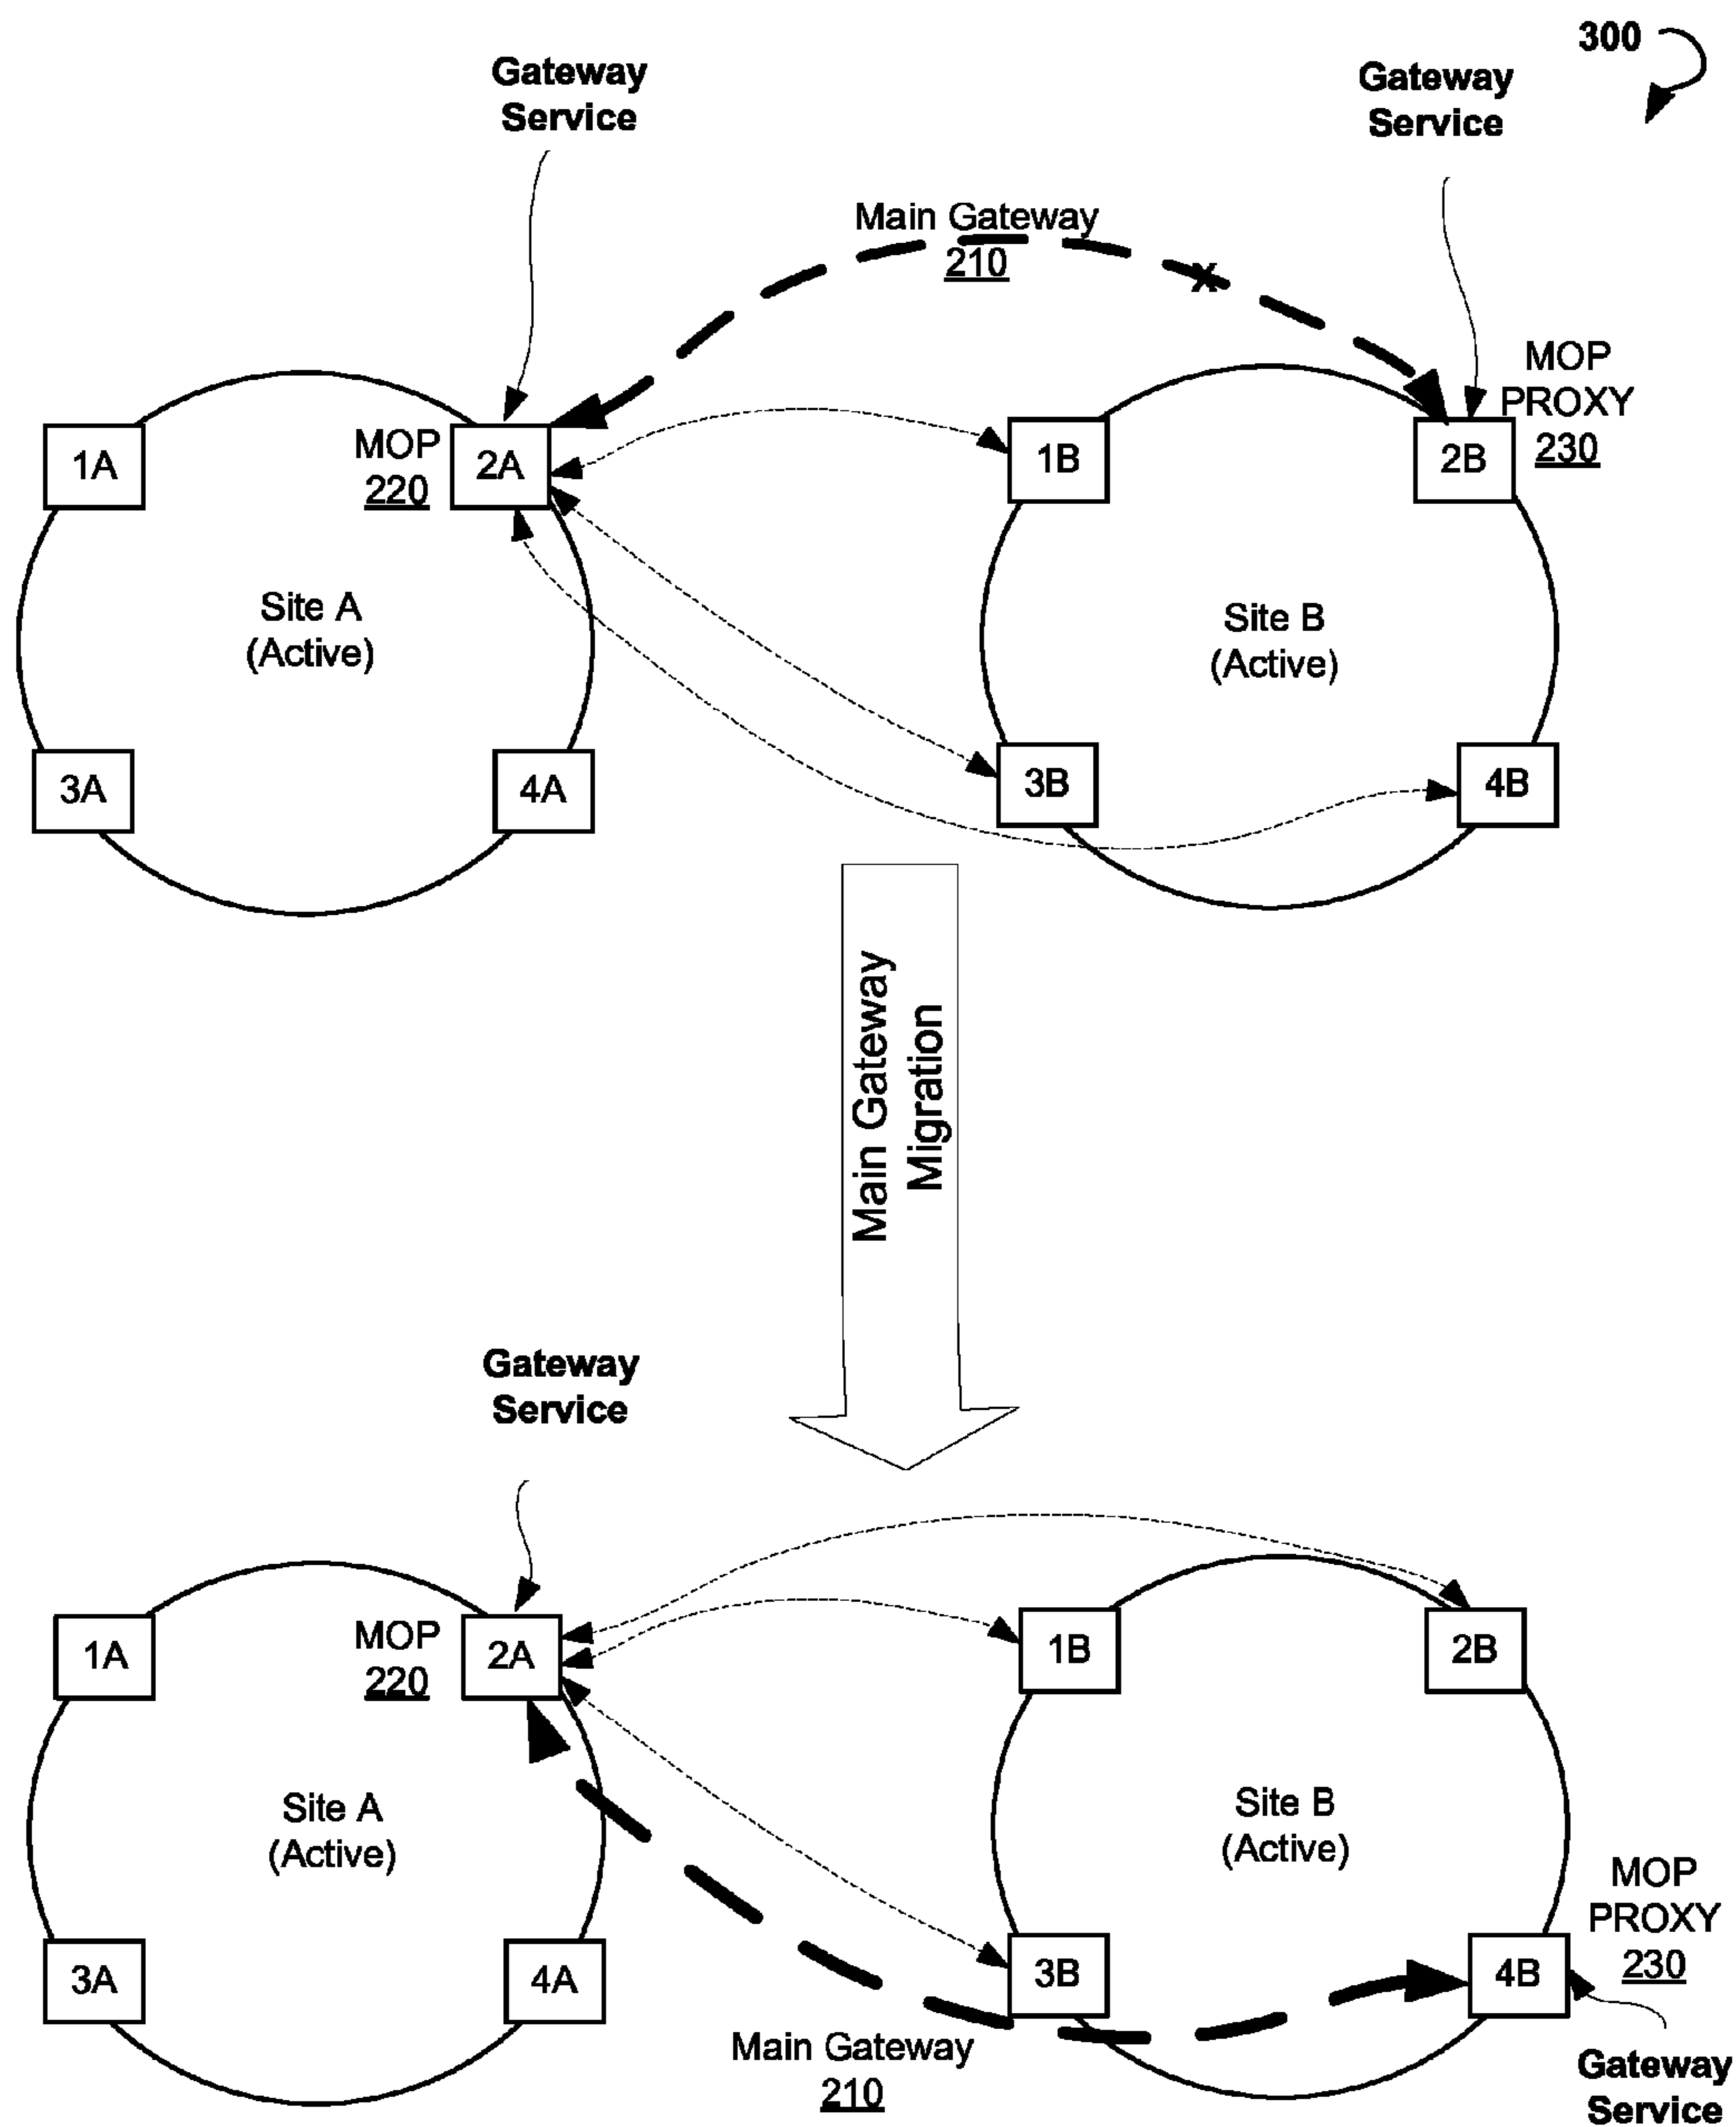 300
Gateway
Service
Gateway
Service
Main Gateway
210
x
MOP
PROXY
230
1A
MOP
220
2A
1B
2B
Site A
(Active)
Site B
(Active)
3A
4A
3B
4B
Main Gateway
Migration
Gateway
Service
1A
MOP
220
2A
1B
2B
Site A
(Active)
Site B
(Active)
MOP
PROXY
230
3A
4A
3B
4B
Main Gateway
210
Gateway
Service